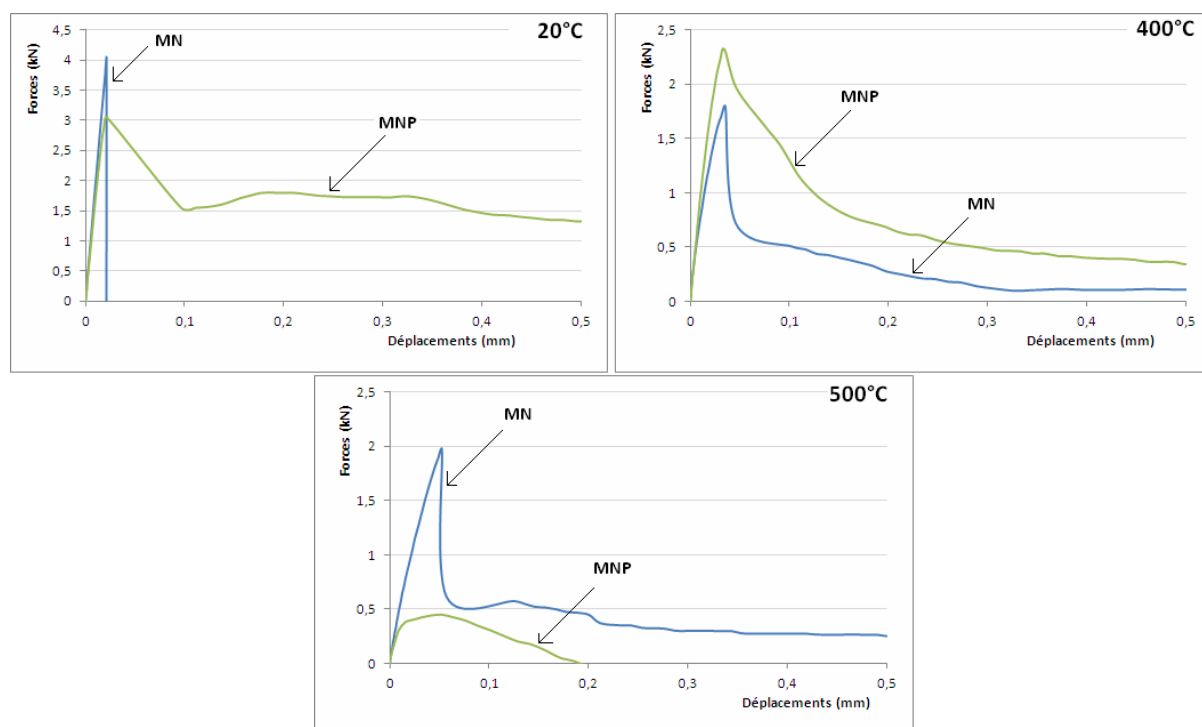 20°C
Forces (kN)
4,5
4
3,5
3
2,5
2
1,5
1
0,5
0
MN
MNP
0
0,1
0,2
0,3
0,4
0,5
Déplacements (mm)
400°C
Forces (kN)
2,5
2
1,5
1
0,5
0
MNP
MN
0
0,1
0,2
0,3
0,4
0,5
Déplacements (mm)
500°C
Forces (kN)
2,5
2
1,5
1
0,5
0
MN
MNP
0
0,1
0,2
0,3
0,4
0,5
Déplacements (mm)